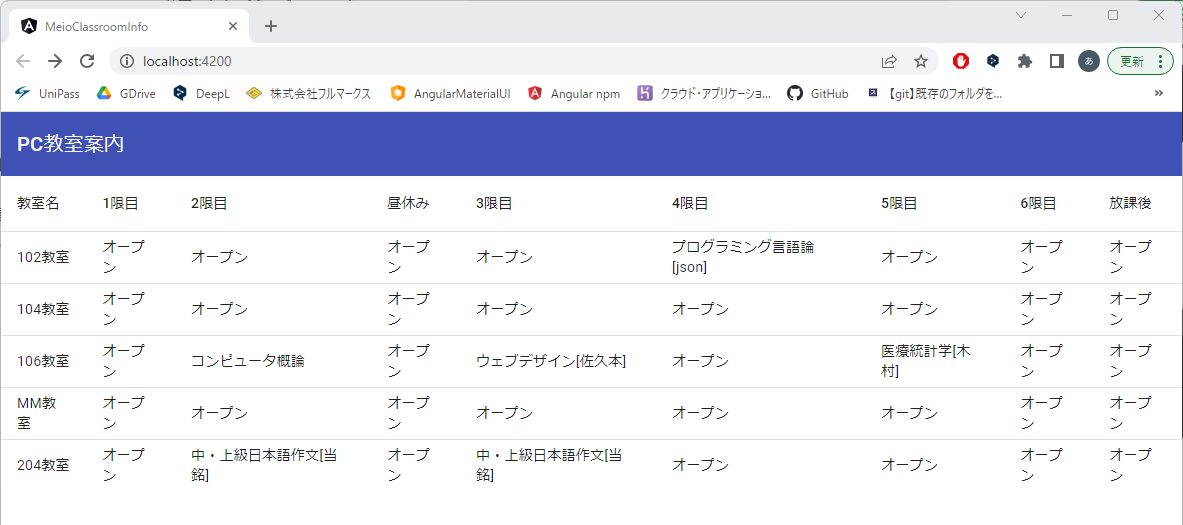 MeioClassroomInfo
localhost:4200
あ
更新
UniPass
GDrive
DeepL
株式会社フルマークス
AngularMaterialUI
Angular npm
クラウド・アプリケーショ...
GitHub
【git】既存のフォルダを...
PC教室案内
教室名 1限目 2限目 昼休み 3限目 4限目 5限目 6限目 放課後
102教室
オープ
ン
オープン
オープ
ン
オープン
プログラミング言語論
[json]
オープン
オープ
ン
オープ
ン
104教室
オープ
ン
オープン
オープ
ン
オープン
オープン
オープン
オープ
ン
オープ
ン
106教室
オープ
ン
コンピュータ概論
オープ
ン
ウェブデザイン[佐久本]
オープン
医療統計学[木
村]
オープ
ン
オープ
ン
MM教
室
オープ
ン
オープン
オープ
ン
オープン
オープン
オープン
オープ
ン
オープ
ン
204教室
オープ
ン
中・上級日本語作文[当
銘]
オープ
ン
中・上級日本語作文[当
銘]
オープン
オープン
オープ
ン
オープ
ン